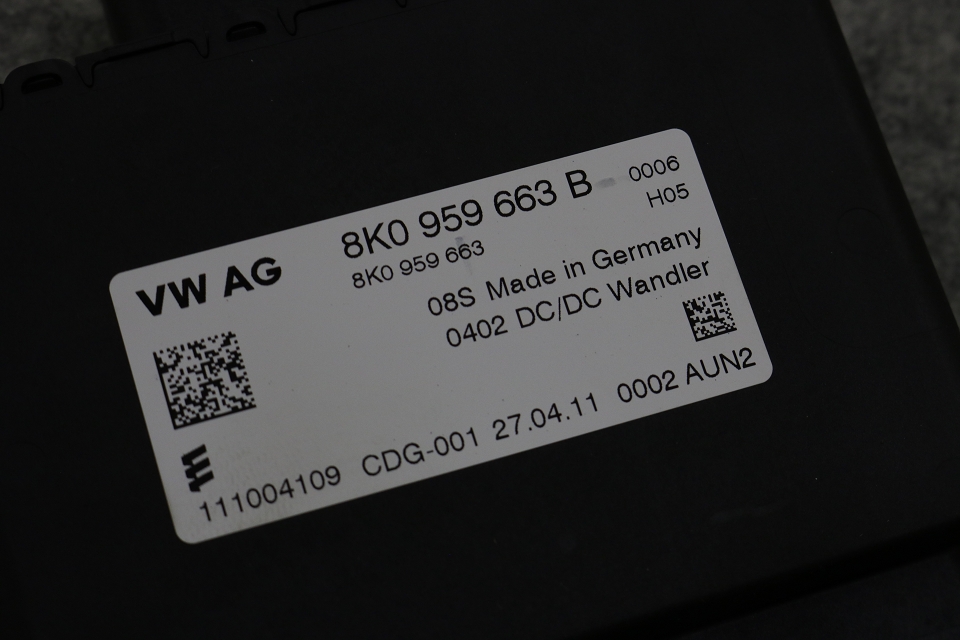 VW AG
8K0 959 663 B
0006
H05
8K0 959 663
08S Made in Germany
0402 DC/DC Wandler
111004109 CDG-001 27.04.11 0002 AUN2